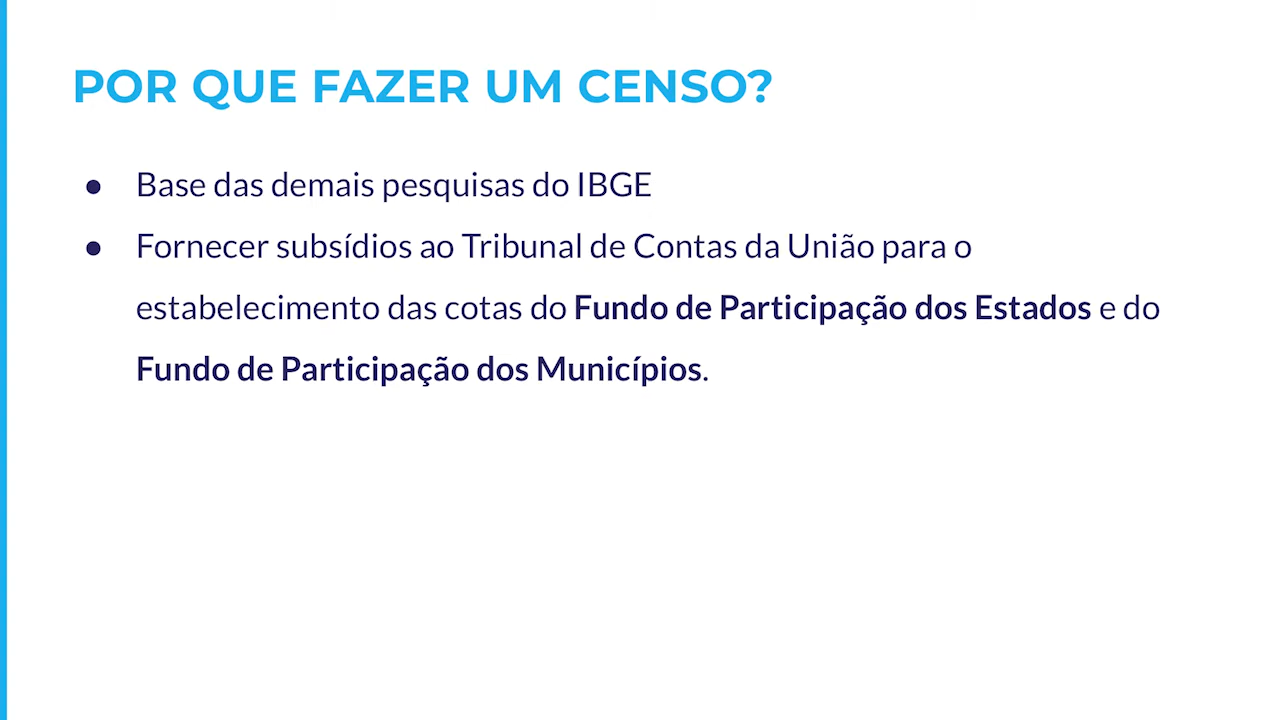 POR QUE FAZER UM CENSO?
● Base das demais pesquisas do IBGE
● Fornecer subsídios ao Tribunal de Contas da União para o
estabelecimento das cotas do Fundo de Participação dos Estados e do
Fundo de Participação dos Municípios.